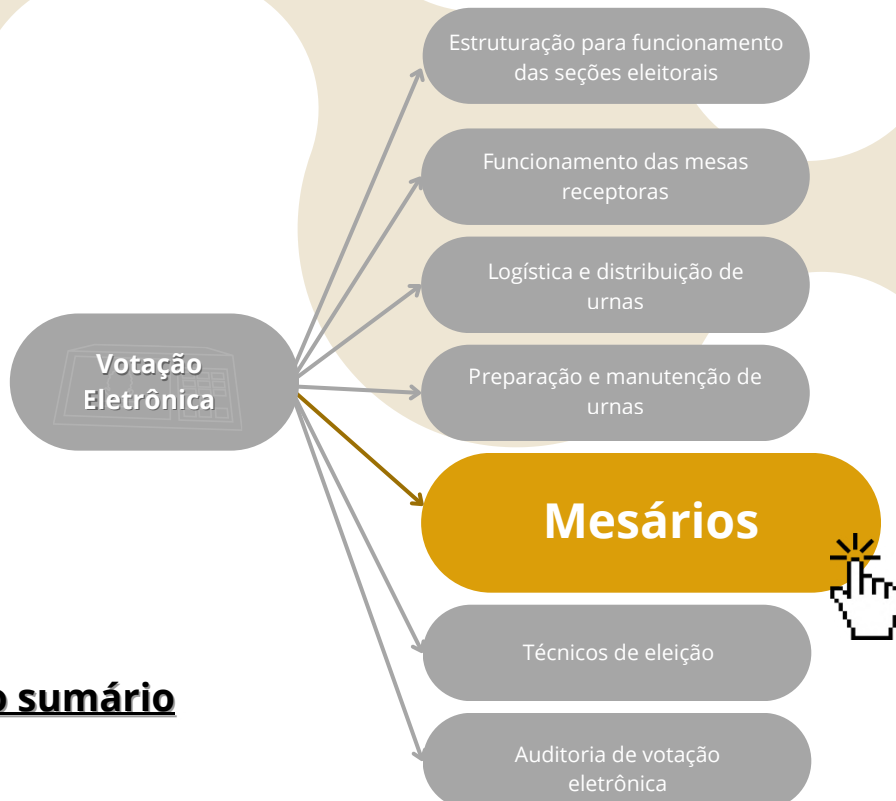 Estruturação para funcionamento
das seções eleitorais
Funcionamento das mesas
receptoras
Logística e distribuição de
urnas
Votação
Eletrônica
Preparação e manutenção de
urnas
Mesários
Técnicos de eleição
o sumário
Auditoria de votação
eletrônica